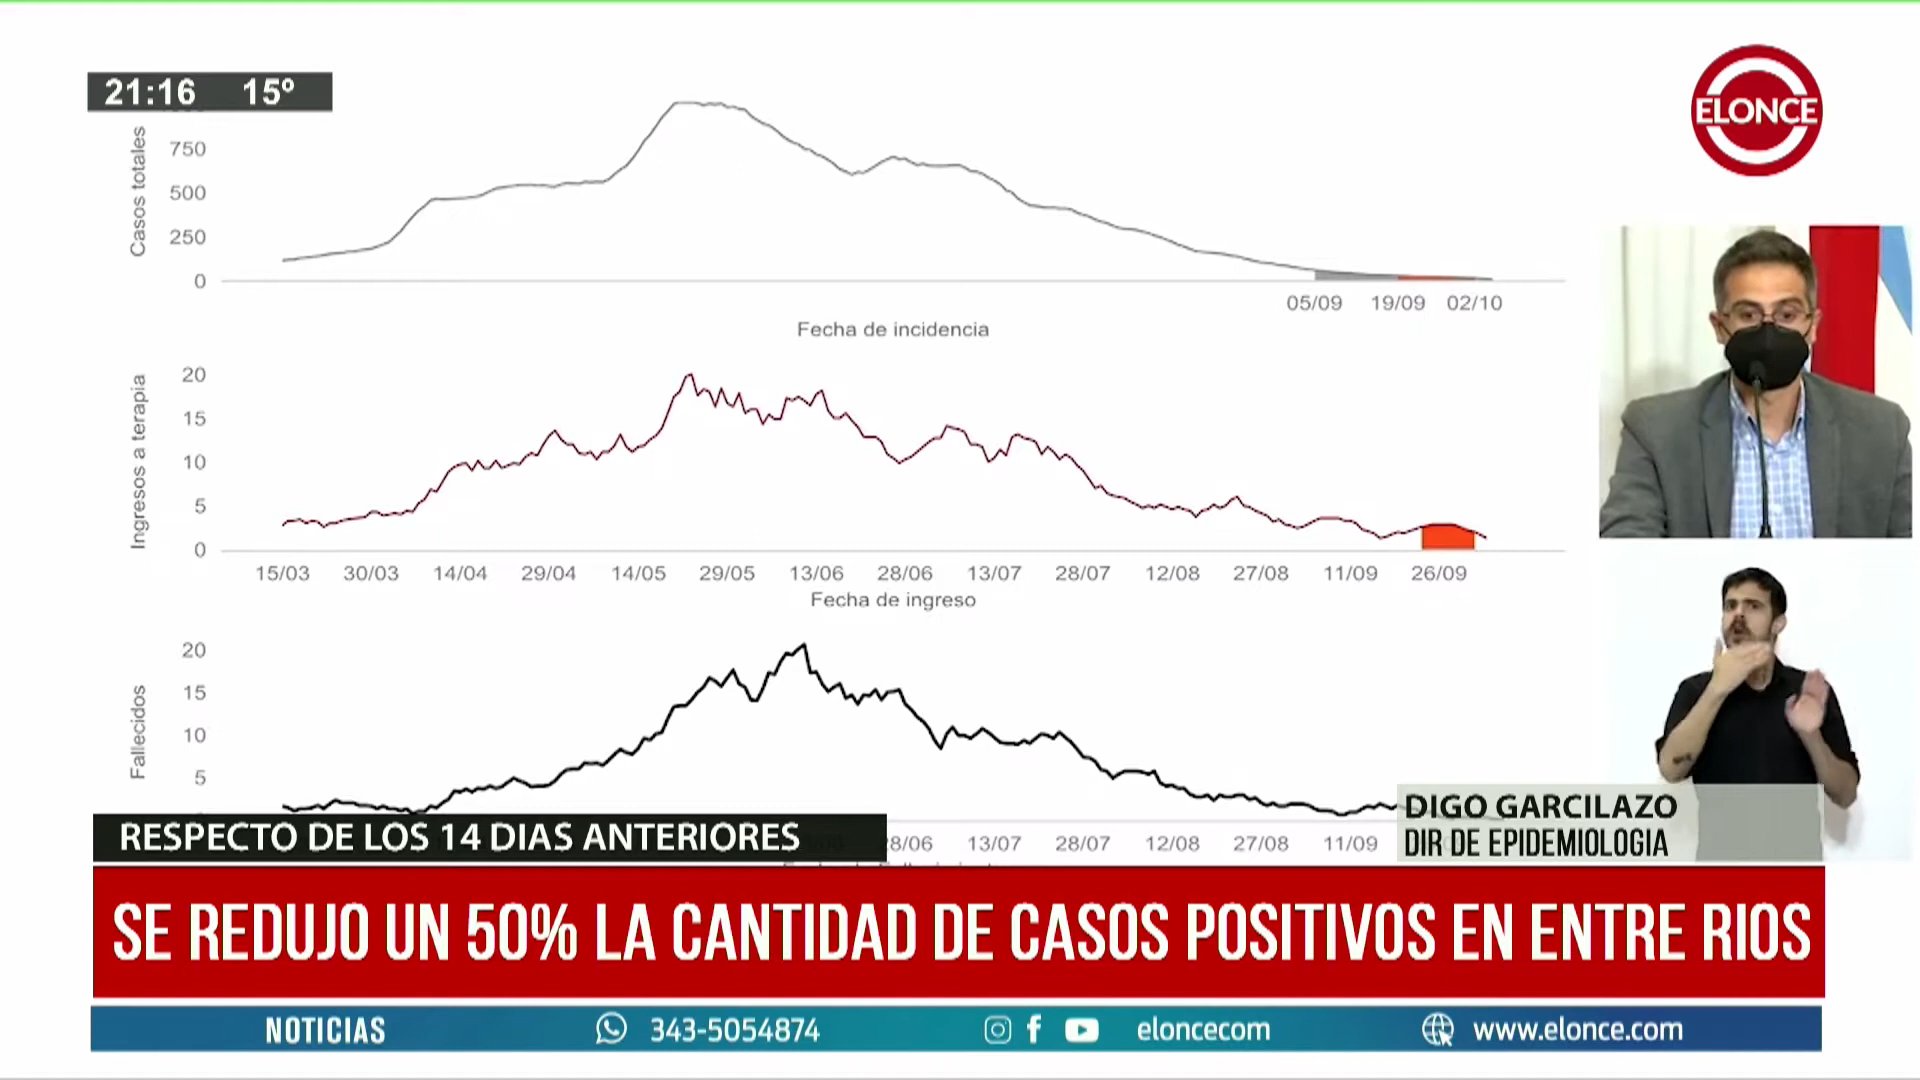 21:16 15º
ELONCE
Casos totales
750
500
250
0
05/09 19/09 02/10
Fecha de incidencia
Ingresos a terapia
20
15
10
5
0
15/03 30/03 14/04 29/04 14/05 29/05 13/06 28/06 13/07 28/07 12/08 27/08 11/09 26/09
Fecha de ingreso
Fallecidos
20
15
10
5
28/06 13/07 28/07 12/08 27/08 11/09
DIGO GARCILAZO
DIR DE EPIDEMIOLOGIA
RESPECTO DE LOS 14 DIAS ANTERIORES
SE REDUJO UN 50% LA CANTIDAD DE CASOS POSITIVOS EN ENTRE RIOS
NOTICIAS 343-5054874 eloncecom www.elonce.com